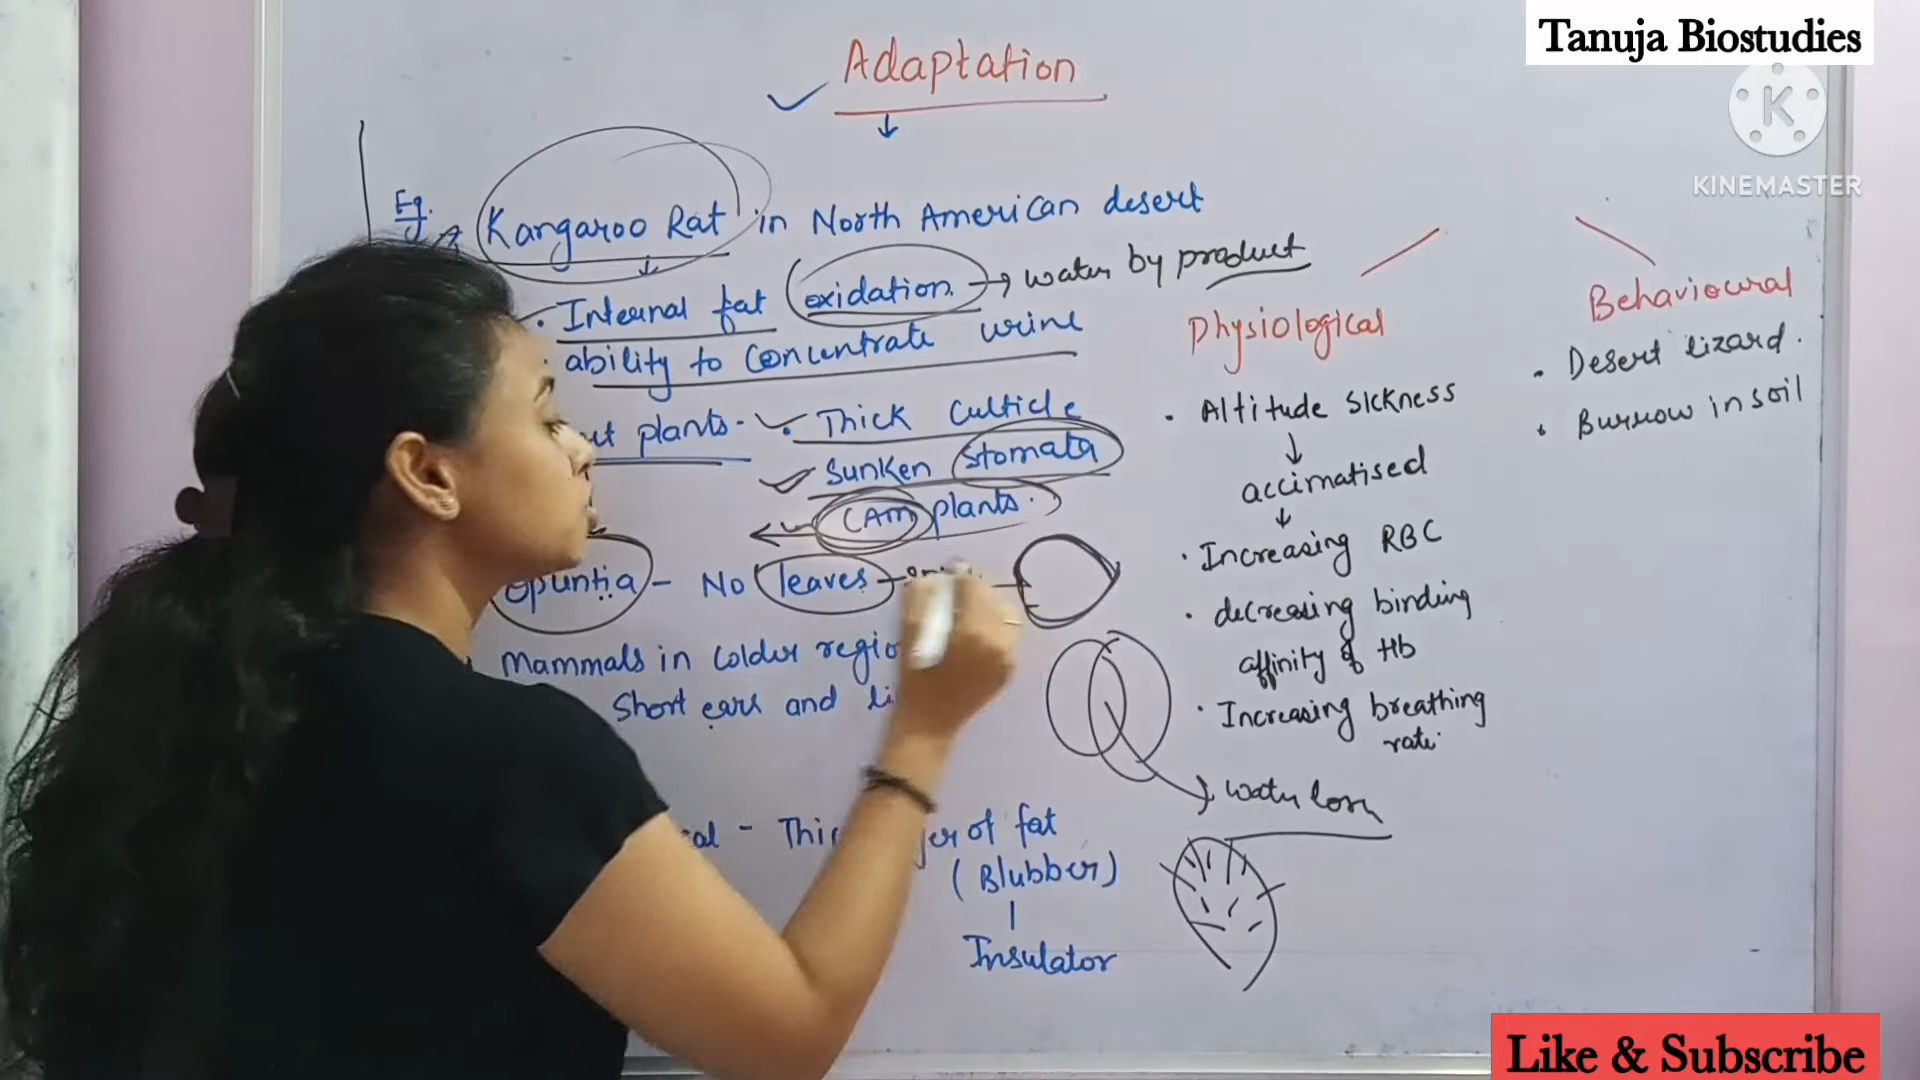 Tanuja Biostudies
KINEMASTER
Adaptation
Eg. Kangaroo Rat in North American desert
Internal fat oxidation → water by product
ability to concentrate urine
plants - Thick Culticle
Sunken Stomata
CAM plants.
Opuntia - No leaves
Mammals in colder
Short ears and
- of fat
(Blubber)
Insulator
Physiological
• Altitude Sickness
↓
accimatised
↓
• Increasing RBC
• decreasing binding
affinity of Hb
• Increasing breathing
rate
→ water loss
Behavioural
• Desert lizard.
• Burrow in soil
Like & Subscribe